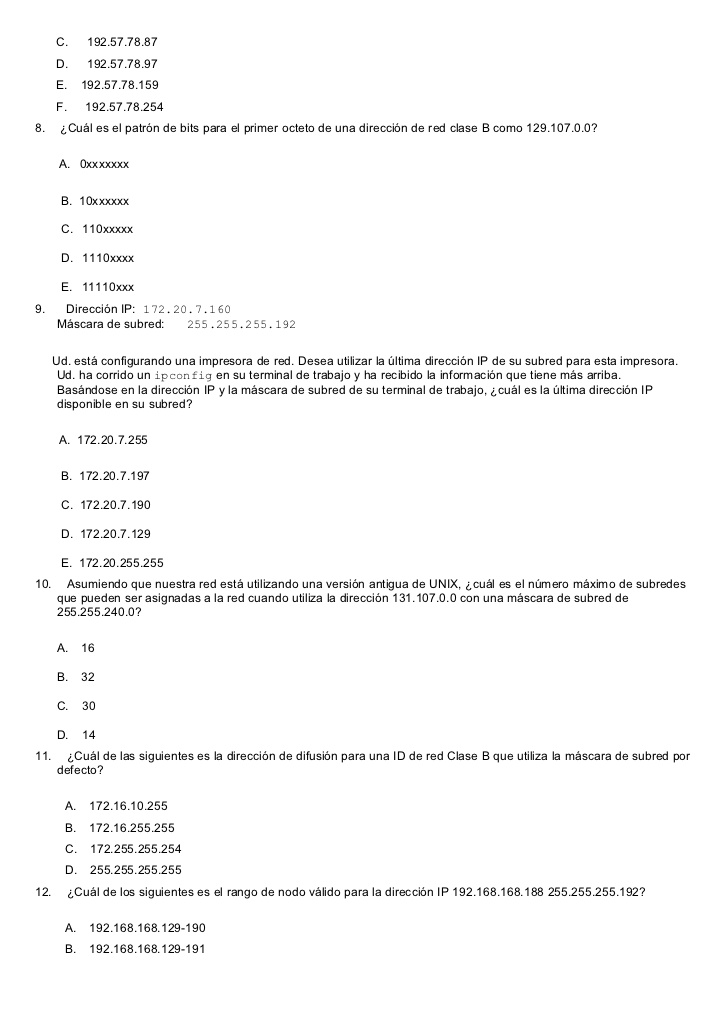 C. 192.57.78.87
D. 192.57.78.97
E. 192.57.78.159
F. 192.57.78.254
8. ¿Cuál es el patrón de bits para el primer octeto de una dirección de red clase B como 129.107.0.0?
A. 0xxxxxxx
B. 10xxxxxx
C. 110xxxxx
D. 1110xxxx
E. 11110xxx
9. Dirección IP: 172.20.7.160
Máscara de subred: 255.255.255.192
Ud. está configurando una impresora de red. Desea utilizar la última dirección IP de su subred para esta impresora.
Ud. ha corrido un ipconfig en su terminal de trabajo y ha recibido la información que tiene más arriba.
Basándose en la dirección IP y la máscara de subred de su terminal de trabajo, ¿cuál es la última dirección IP
disponible en su subred?
A. 172.20.7.255
B. 172.20.7.197
C. 172.20.7.190
D. 172.20.7.129
E. 172.20.255.255
10. Asumiendo que nuestra red está utilizando una versión antigua de UNIX, ¿cuál es el número máximo de subredes
que pueden ser asignadas a la red cuando utiliza la dirección 131.107.0.0 con una máscara de subred de
255.255.240.0?
A. 16
B. 32
C. 30
D. 14
11. ¿Cuál de las siguientes es la dirección de difusión para una ID de red Clase B que utiliza la máscara de subred por
defecto?
A. 172.16.10.255
B. 172.16.255.255
C. 172.255.255.254
D. 255.255.255.255
12. ¿Cuál de los siguientes es el rango de nodo válido para la dirección IP 192.168.168.188 255.255.255.192?
A. 192.168.168.129-190
B. 192.168.168.129-191